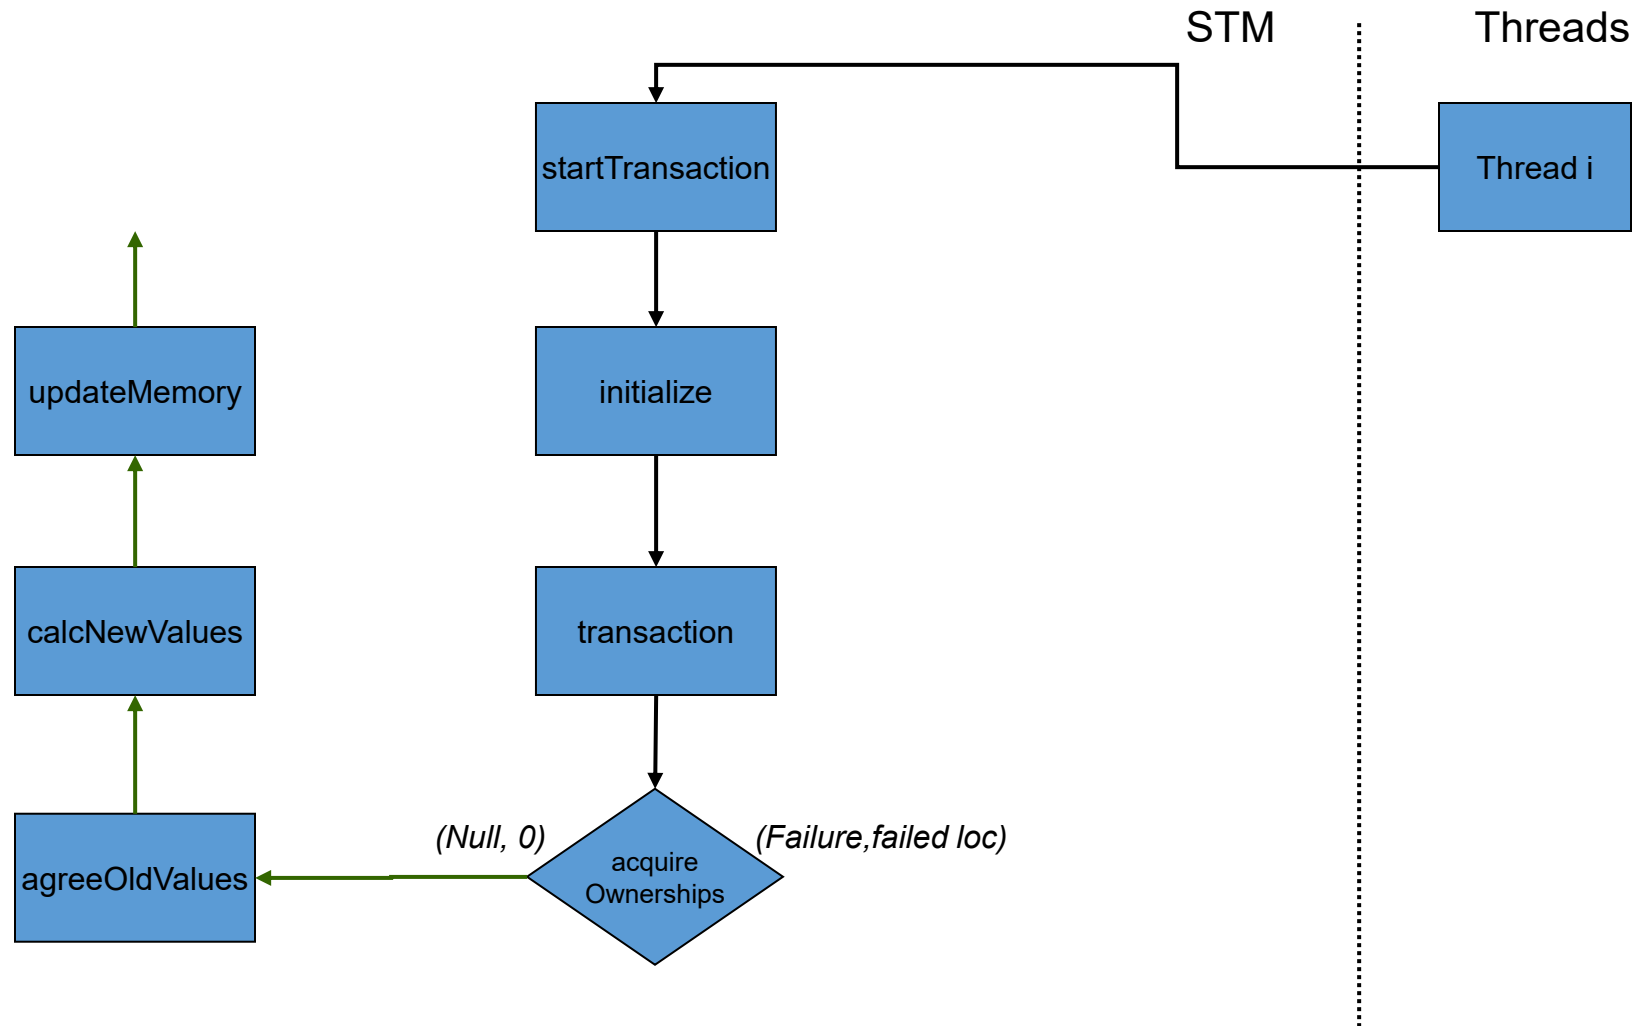 STM
Threads
startTransaction
Thread i
updateMemory
initialize
calcNewValues
transaction
(Null, 0)
(Failure,failed loc)
agreeOldValues
acquire
Ownerships